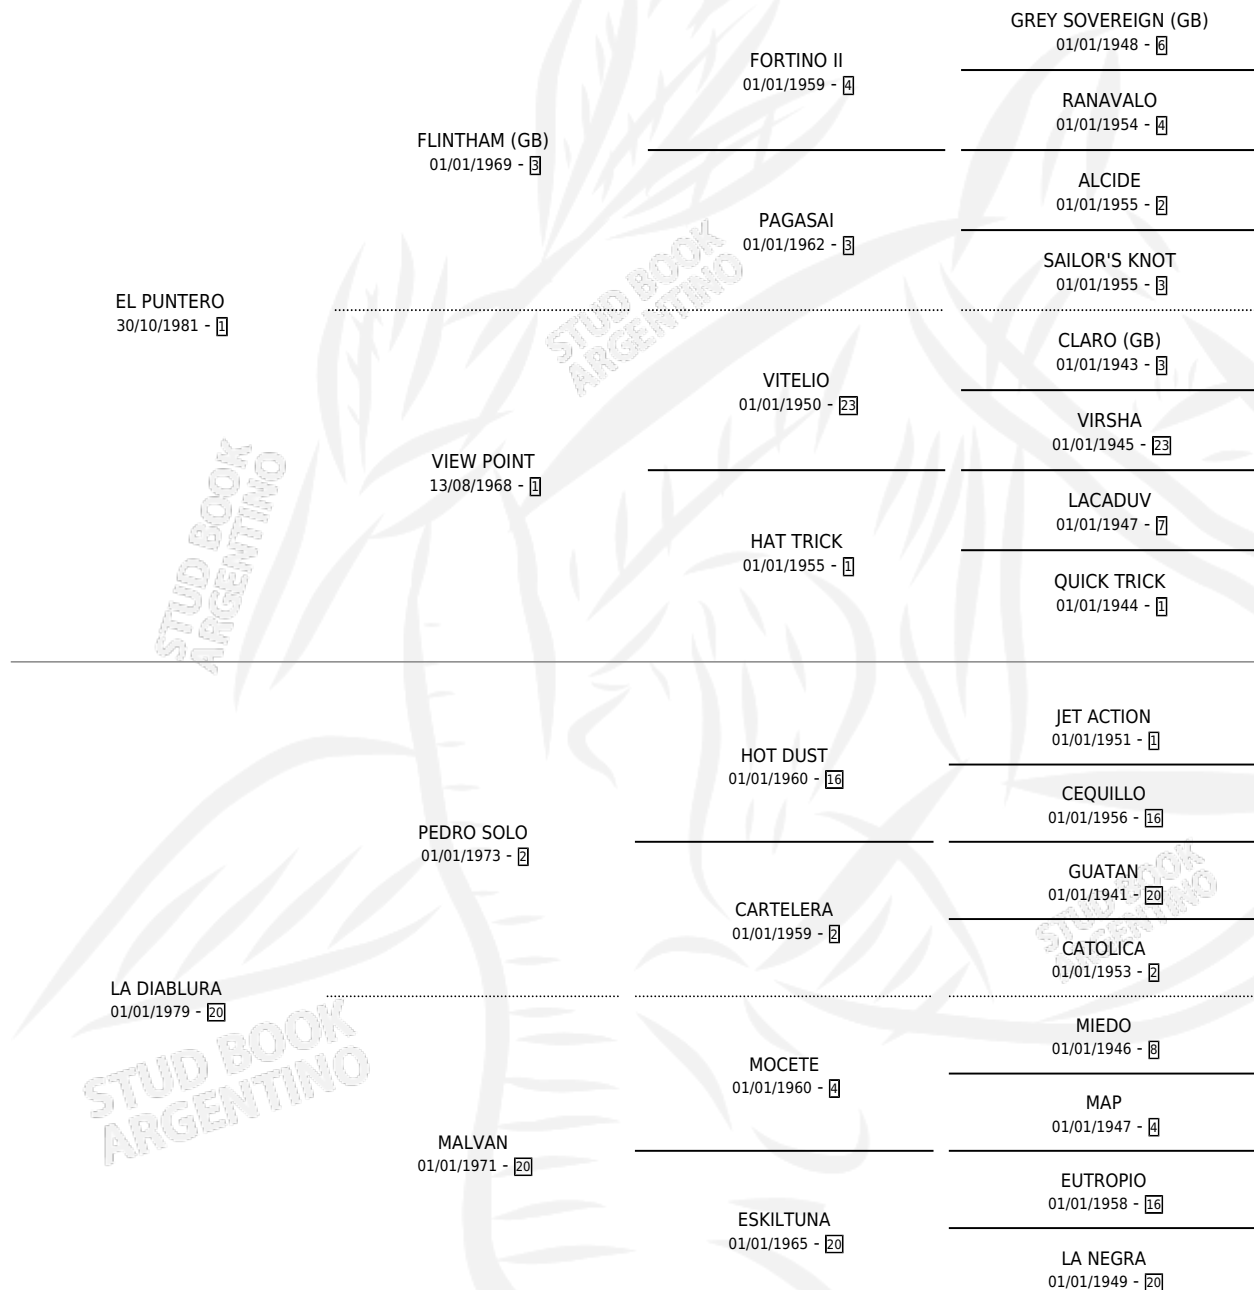 GREY SOVEREIGN (GB)
01/01/1948 - 6
FORTINO II
01/01/1959 - 4
RANAVALO
01/01/1954 - 4
FLINTHAM (GB)
01/01/1969 - 3
ALCIDE
01/01/1955 - 2
PAGASAI
01/01/1962 - 3
SAILOR'S KNOT
01/01/1955 - 3
EL PUNTERO
30/10/1981 - 1
CLARO (GB)
01/01/1943 - 3
VITELIO
01/01/1950 - 23
VIRSHA
01/01/1945 - 23
VIEW POINT
13/08/1968 - 1
LACADUV
01/01/1947 - 7
HAT TRICK
01/01/1955 - 1
QUICK TRICK
01/01/1944 - 1
JET ACTION
01/01/1951 - 1
HOT DUST
01/01/1960 - 16
CEQUILLO
01/01/1956 - 16
PEDRO SOLO
01/01/1973 - 2
GUATAN
01/01/1941 - 20
CARTELERA
01/01/1959 - 2
CATOLICA
01/01/1953 - 2
LA DIABLURA
01/01/1979 - 20
MIEDO
01/01/1946 - 8
MOCETE
01/01/1960 - 4
MAP
01/01/1947 - 4
MALVAN
01/01/1971 - 20
EUTROPIO
01/01/1958 - 16
ESKILTUNA
01/01/1965 - 20
LA NEGRA
01/01/1949 - 20
STUD BOOK
ARGENTINO
STUD BOOK
ARGENTINO
STUD BOOK
ARGENTINO
STUD BOOK
ARGENTINO